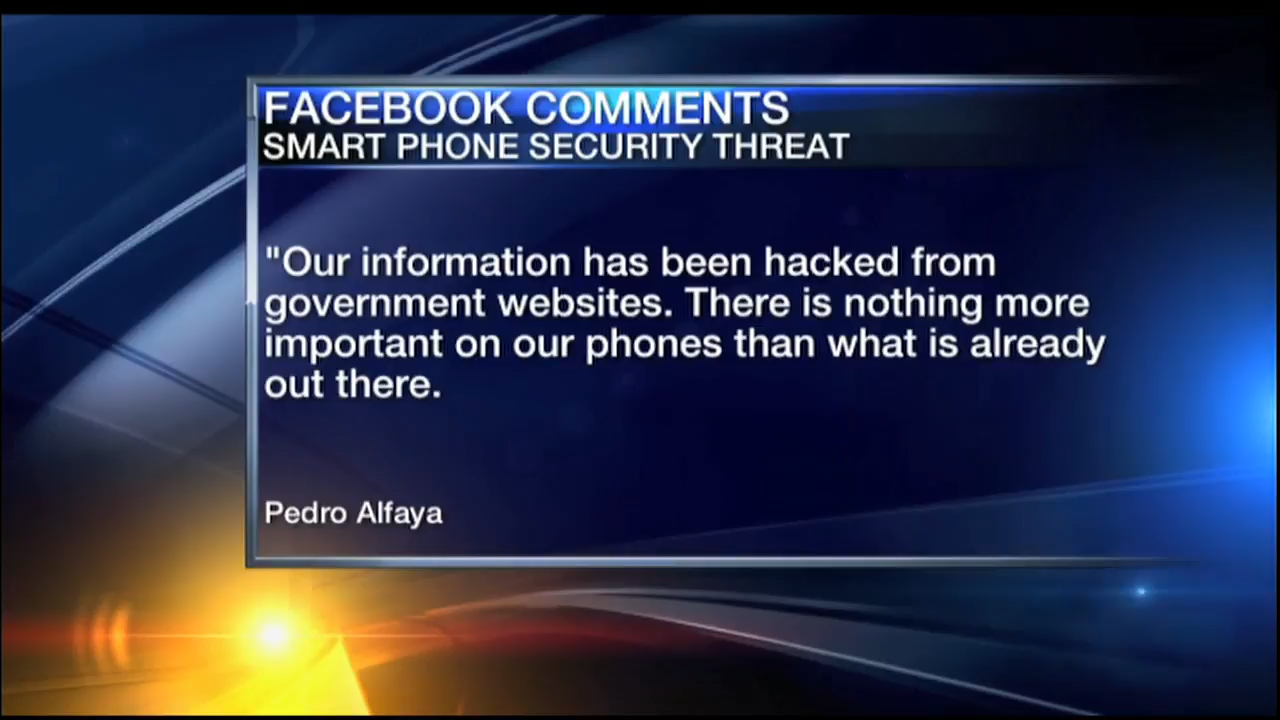 FACEBOOK COMMENTS
SMART PHONE SECURITY THREAT
"Our information has been hacked from
government websites. There is nothing more
important on our phones than what is already
out there.
Pedro Alfaya